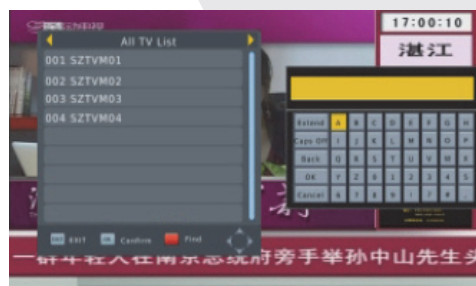 17:00:10
湛江
All TV List
001 SZTVM01
002 SZTVM02
003 SZTVM03
004 SZTVM04
EXIT Confirm Find
Extend A B C D E F G H
Caps Off I J K L M N O P
Back Q R S T U V W X
OK Y Z 0 1 2 3 4 5
Cancel 6 7 8 9
一群年轻人在南京总统府旁手举孙中山先生头